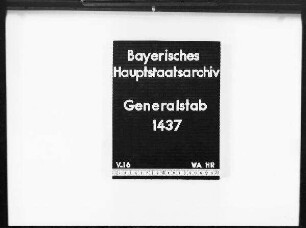 Bayerisches
Hauptstaatsarchiv
Generalstab
1437
V.16 WA HR